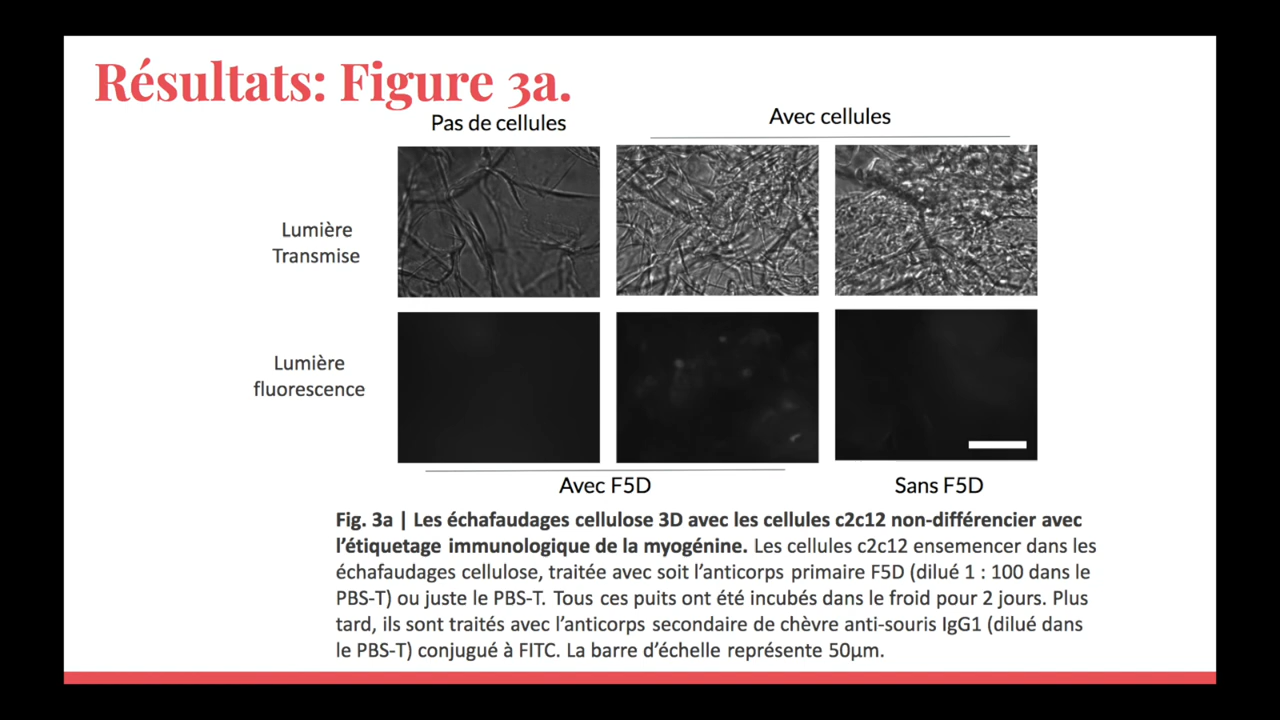 Résultats: Figure 3a.
Pas de cellules
Avec cellules
Lumière
Transmise
Lumière
fluorescence
Avec F5D
Sans F5D
Fig. 3a | Les échafaudages cellulose 3D avec les cellules c2c12 non-différencier avec
l’étiquetage immunologique de la myogénine. Les cellules c2c12 ensemencer dans les
échafaudages cellulose, traitée avec soit l’anticorps primaire F5D (dilué 1 : 100 dans le
PBS-T) ou juste le PBS-T. Tous ces puits ont été incubés dans le froid pour 2 jours. Plus
tard, ils sont traités avec l’anticorps secondaire de chèvre anti-souris IgG1 (dilué dans
le PBS-T) conjugué à FITC. La barre d’échelle représente 50µm.